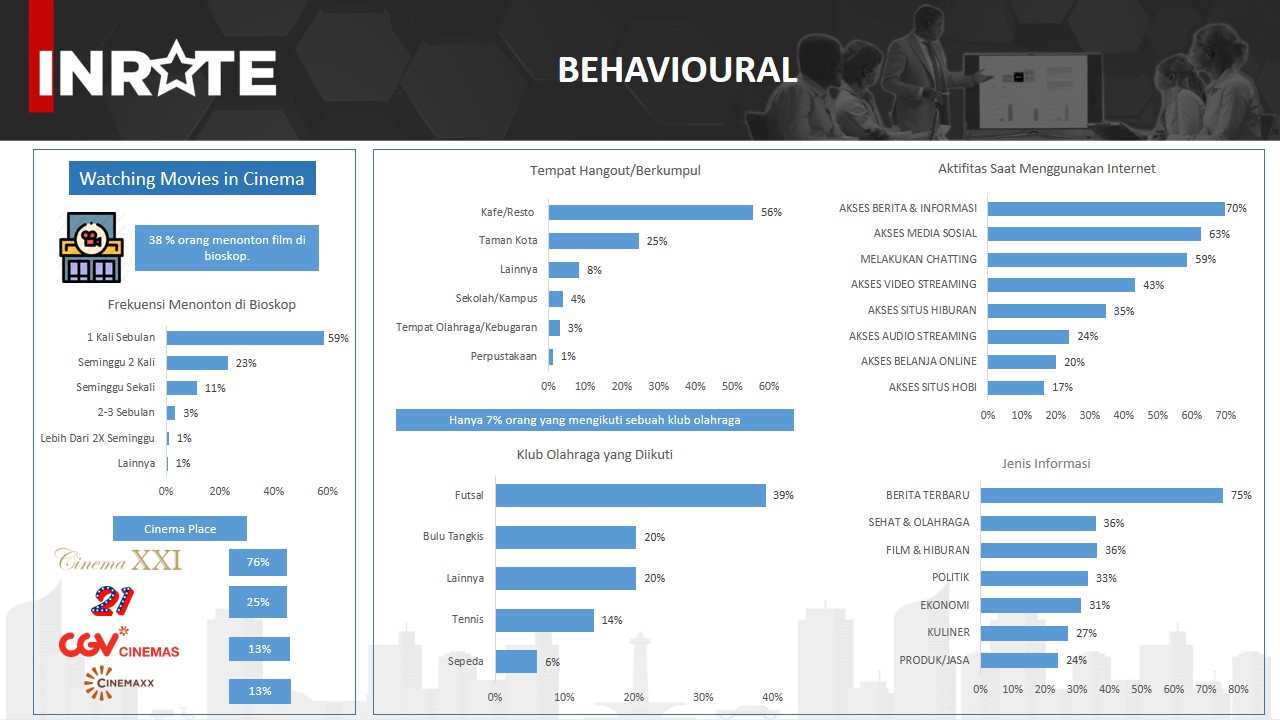 INRATE
BEHAVIOURAL
Watching Movies in Cinema
38 % orang menonton film di
bioskop.
Frekuensi Menonton di Bioskop
1 Kali Sebulan 59%
Seminggu 2 Kali 23%
Seminggu Sekali 11%
2-3 Sebulan 3%
Lebih Dari 2X Seminggu 1%
Lainnya 1%
0% 20% 40% 60%
Cinema Place
Cinema XXI 76%
21 25%
CGV CINEMAS 13%
CINEMAXX 13%
Tempat Hangout/Berkumpul
Kafe/Resto 56%
Taman Kota 25%
Lainnya 8%
Sekolah/Kampus 4%
Tempat Olahraga/Kebugaran 3%
Perpustakaan 1%
0% 10% 20% 30% 40% 50% 60%
Hanya 7% orang yang mengikuti sebuah klub olahraga
Klub Olahraga yang Diikuti
Futsal 39%
Bulu Tangkis 20%
Lainnya 20%
Tennis 14%
Sepeda 6%
0% 10% 20% 30% 40%
Aktifitas Saat Menggunakan Internet
AKSES BERITA & INFORMASI 70%
AKSES MEDIA SOSIAL 63%
MELAKUKAN CHATTING 59%
AKSES VIDEO STREAMING 43%
AKSES SITUS HIBURAN 35%
AKSES AUDIO STREAMING 24%
AKSES BELANJA ONLINE 20%
AKSES SITUS HOBI 17%
0% 10% 20% 30% 40% 50% 60% 70%
Jenis Informasi
BERITA TERBARU 75%
SEHAT & OLAHRAGA 36%
FILM & HIBURAN 36%
POLITIK 33%
EKONOMI 31%
KULINER 27%
PRODUK/JASA 24%
0% 10% 20% 30% 40% 50% 60% 70% 80%